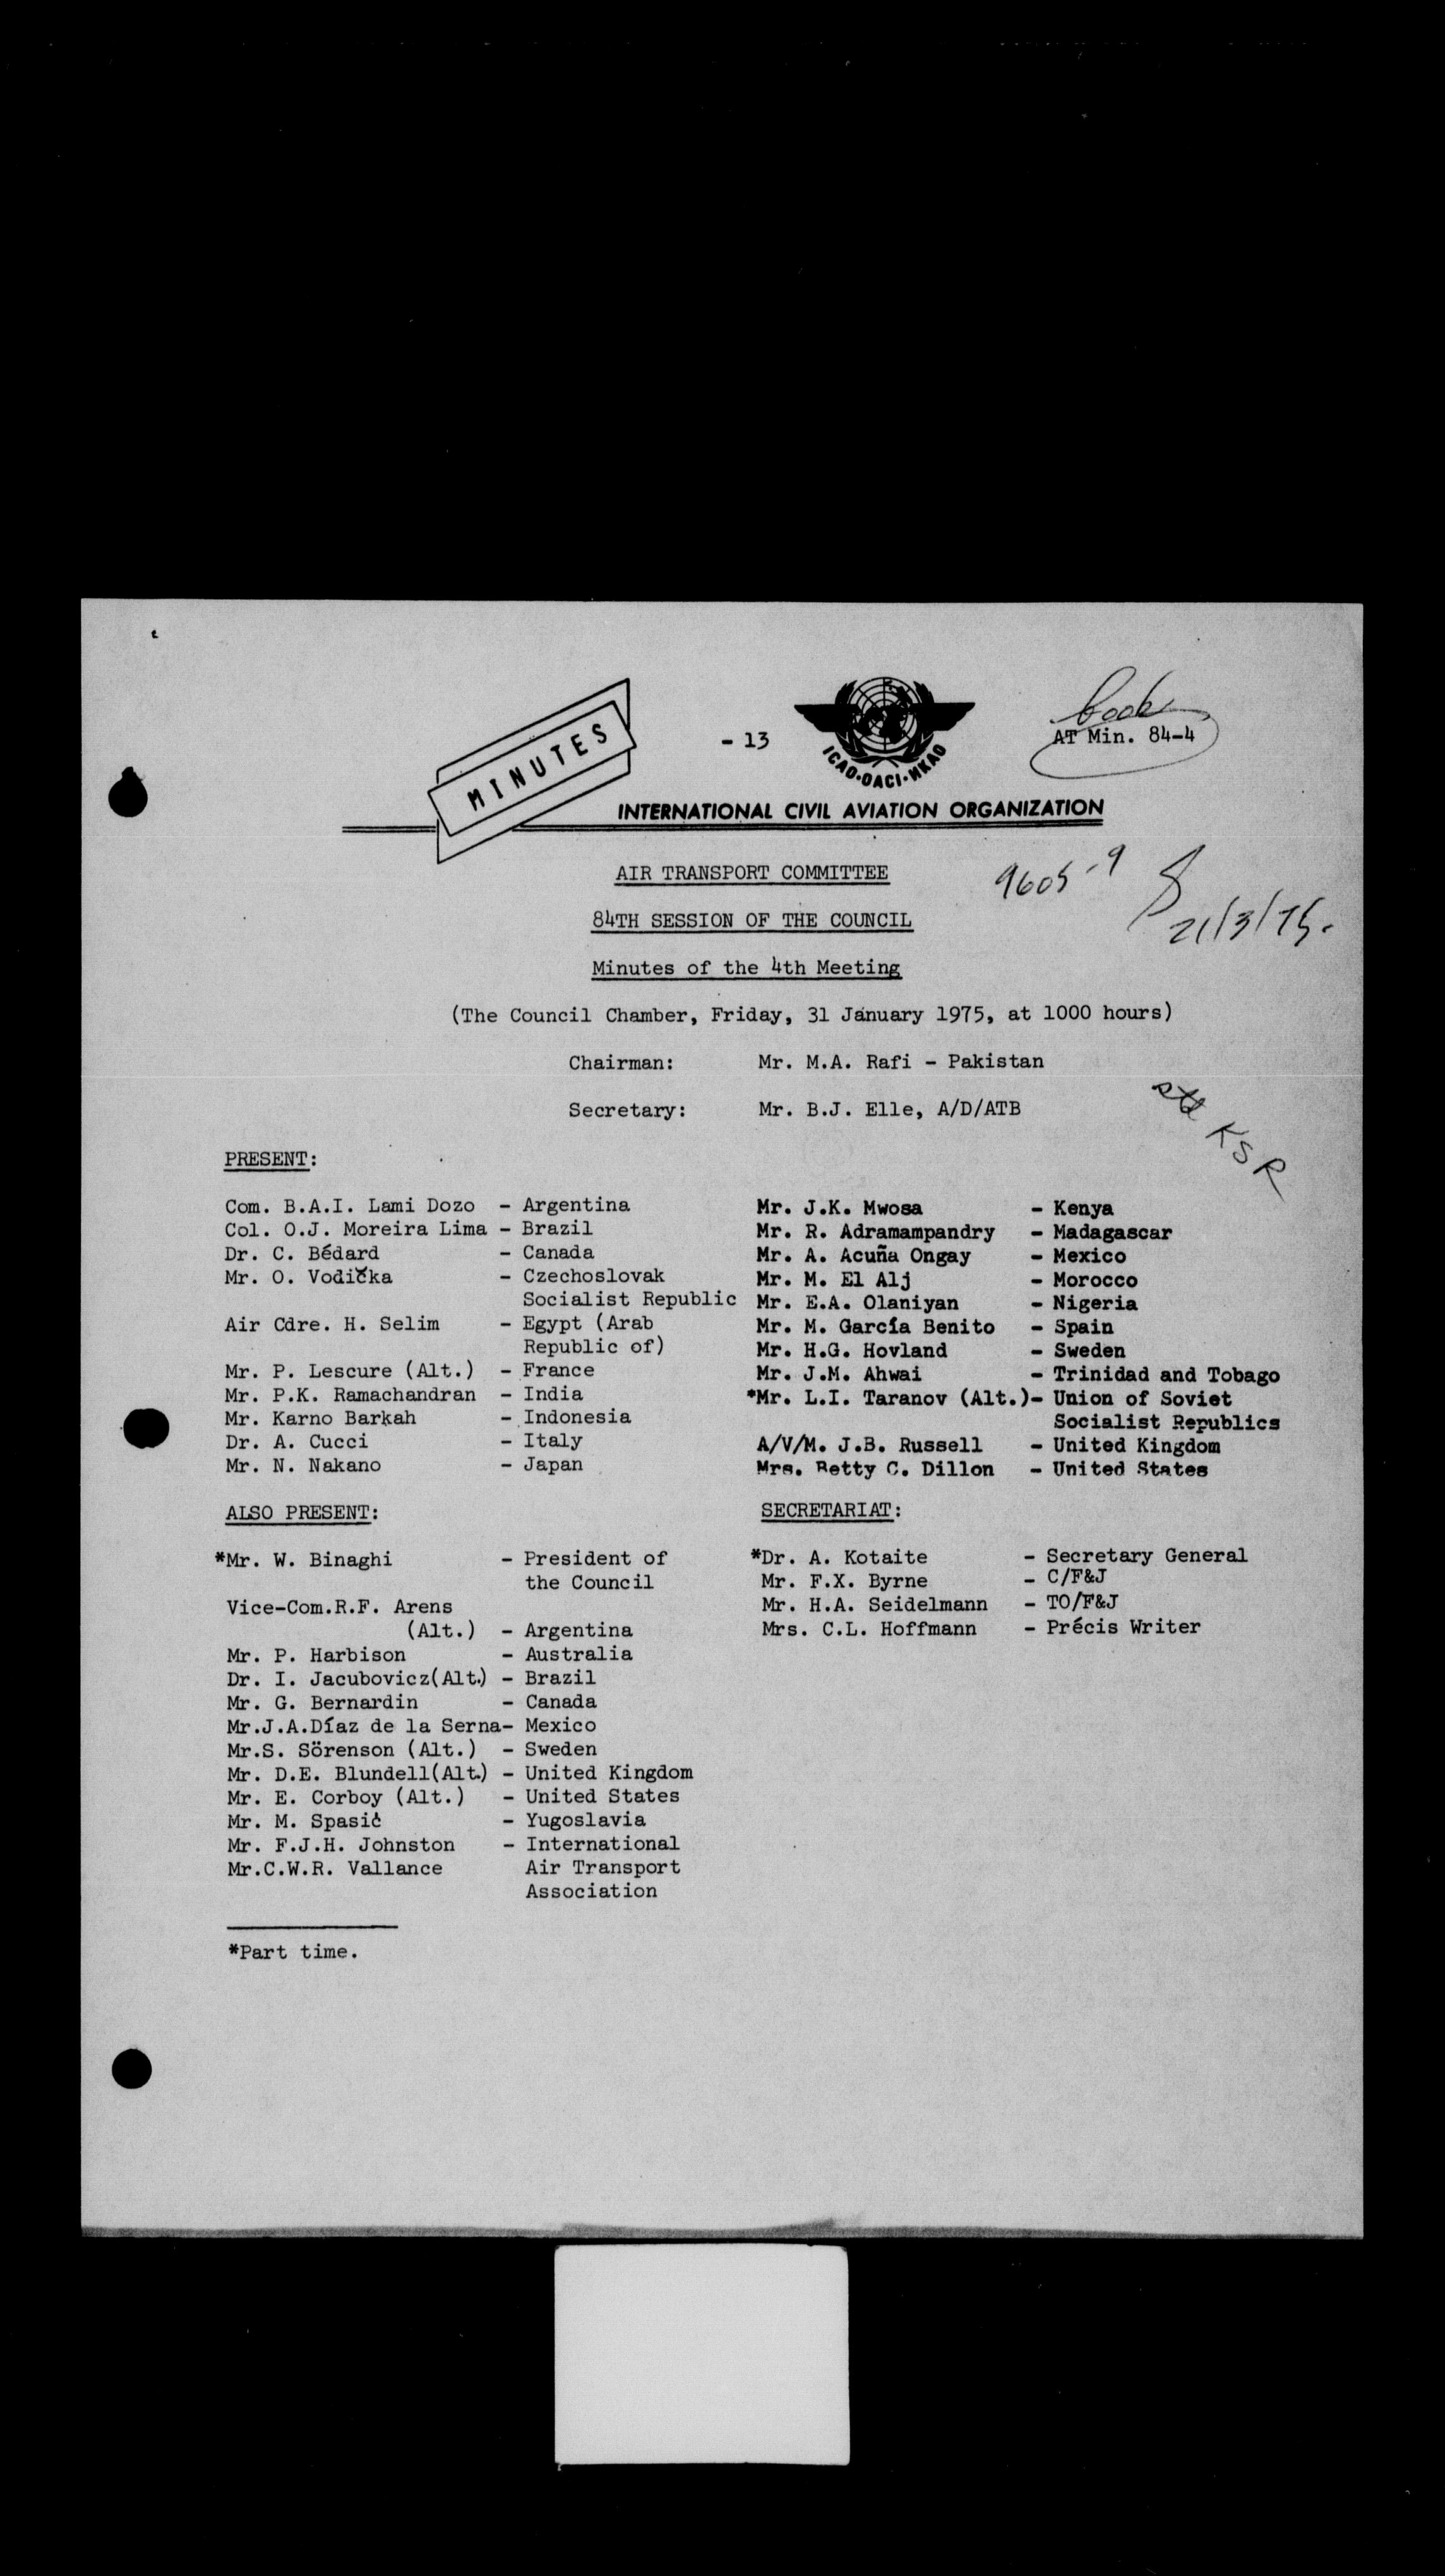 MINUTES
- 13
ICAO·OACI·ИКАО
book
AT Min. 84-4
INTERNATIONAL CIVIL AVIATION ORGANIZATION
AIR TRANSPORT COMMITTEE
9605-9
21/3/75.
84TH SESSION OF THE COUNCIL
Minutes of the 4th Meeting
(The Council Chamber, Friday, 31 January 1975, at 1000 hours)
Chairman: Mr. M.A. Rafi - Pakistan
Secretary: Mr. B.J. Elle, A/D/ATB
KSR
PRESENT:
Com. B.A.I. Lami Dozo - Argentina
Col. O.J. Moreira Lima - Brazil
Dr. C. Bédard - Canada
Mr. O. Vodička - Czechoslovak
Socialist Republic
Air Cdre. H. Selim - Egypt (Arab
Republic of)
Mr. P. Lescure (Alt.) - France
Mr. P.K. Ramachandran - India
Mr. Karno Barkah - Indonesia
Dr. A. Cucci - Italy
Mr. N. Nakano - Japan
Mr. J.K. Mwosa - Kenya
Mr. R. Adramampandry - Madagascar
Mr. A. Acuña Ongay - Mexico
Mr. M. El Alj - Morocco
Mr. E.A. Olaniyan - Nigeria
Mr. M. García Benito - Spain
Mr. H.G. Hovland - Sweden
Mr. J.M. Ahwai - Trinidad and Tobago
*Mr. L.I. Taranov (Alt.)- Union of Soviet
Socialist Republics
A/V/M. J.B. Russell - United Kingdom
Mrs. Betty C. Dillon - United States
ALSO PRESENT:
*Mr. W. Binaghi - President of
the Council
Vice-Com.R.F. Arens
(Alt.) - Argentina
Mr. P. Harbison - Australia
Dr. I. Jacubovicz(Alt.) - Brazil
Mr. G. Bernardin - Canada
Mr.J.A.Díaz de la Serna- Mexico
Mr.S. Sörenson (Alt.) - Sweden
Mr. D.E. Blundell(Alt.) - United Kingdom
Mr. E. Corboy (Alt.) - United States
Mr. M. Spasić - Yugoslavia
Mr. F.J.H. Johnston - International
Mr.C.W.R. Vallance Air Transport
Association
SECRETARIAT:
*Dr. A. Kotaite - Secretary General
Mr. F.X. Byrne - C/F&J
Mr. H.A. Seidelmann - TO/F&J
Mrs. C.L. Hoffmann - Précis Writer
*Part time.